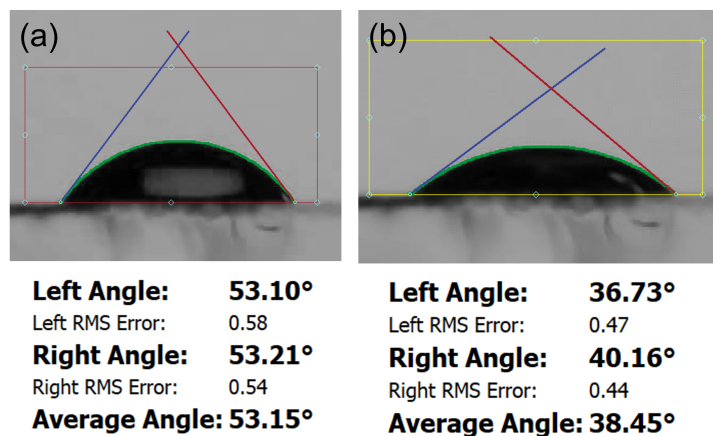 (a)
Left Angle: 53.10°
Left RMS Error: 0.58
Right Angle: 53.21°
Right RMS Error: 0.54
Average Angle: 53.15°
(b)
Left Angle: 36.73°
Left RMS Error: 0.47
Right Angle: 40.16°
Right RMS Error: 0.44
Average Angle: 38.45°